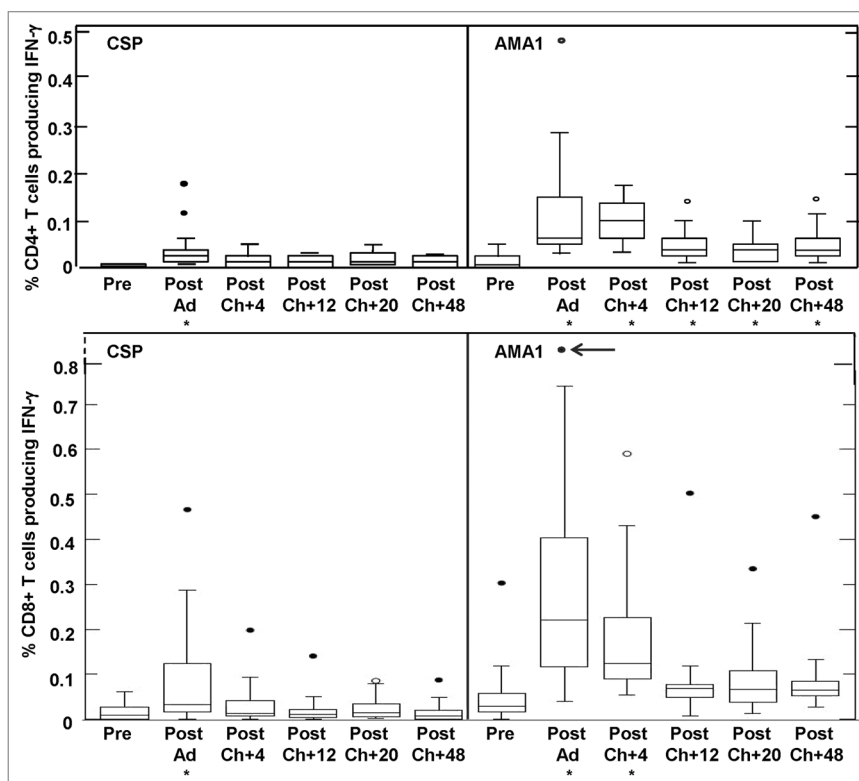 % CD4+ T cells producing IFN-γ
0.5
0.4
0.3
0.2
0.1
0
CSP
AMA1
Pre Post Post Post Post Post Pre Post Post Post Post Post
Ad Ch+4 Ch+12 Ch+20 Ch+48 Ad Ch+4 Ch+12 Ch+20 Ch+48
* * * * * *
% CD8+ T cells producing IFN-γ
0.8
0.7
0.6
0.5
0.4
0.3
0.2
0.1
0
CSP
AMA1
Pre Post Post Post Post Post Pre Post Post Post Post Post
Ad Ch+4 Ch+12 Ch+20 Ch+48 Ad Ch+4 Ch+12 Ch+20 Ch+48
* * *